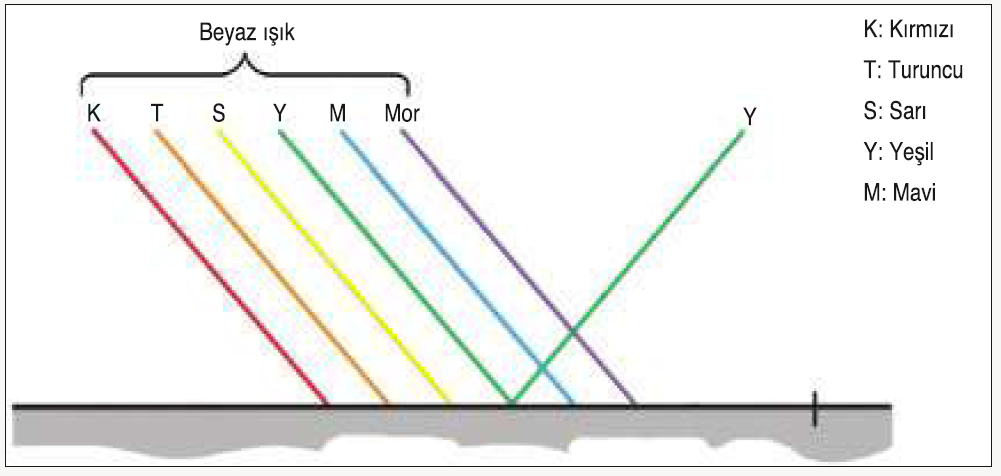 Beyaz ışık
K T S Y M Mor
Y
K: Kırmızı
T: Turuncu
S: Sarı
Y: Yeşil
M: Mavi